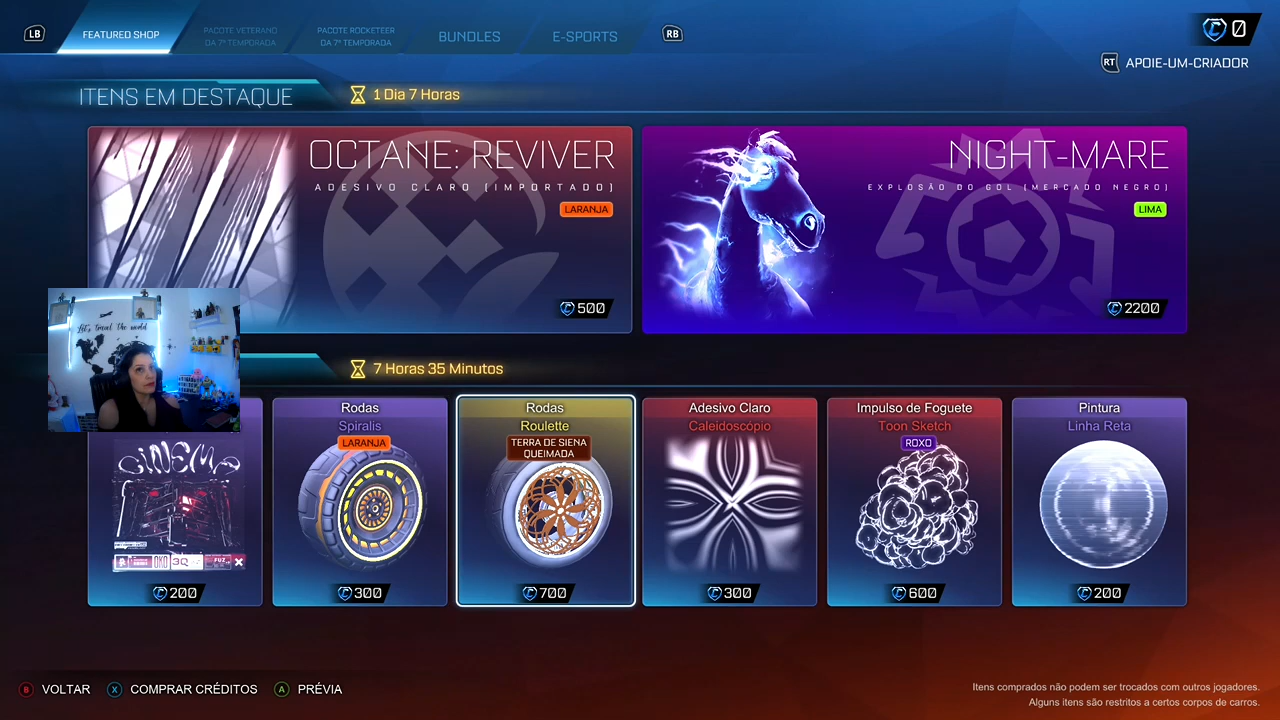 LB
FEATURED SHOP
PACOTE VETERANO
DA 7ª TEMPORADA
PACOTE ROCKETEER
DA 7ª TEMPORADA
BUNDLES
E-SPORTS
RB
0
RT APOIE-UM-CRIADOR
ITENS EM DESTAQUE
1 Dia 7 Horas
OCTANE: REVIVER
ADESIVO CLARO (IMPORTADO)
LARANJA
500
NIGHT-MARE
EXPLOSÃO DO GOL (MERCADO NEGRO)
LIMA
2200
Let's travel the world
7 Horas 35 Minutos
CINEMA
200
Rodas
Spiralis
LARANJA
300
Rodas
Roulette
TERRA DE SIENA
QUEIMADA
700
Adesivo Claro
Caleidoscópio
300
Impulso de Foguete
Toon Sketch
ROXO
600
Pintura
Linha Reta
200
B VOLTAR
X COMPRAR CRÉDITOS
A PRÉVIA
Itens comprados não podem ser trocados com outros jogadores.
Alguns itens são restritos a certos corpos de carros.